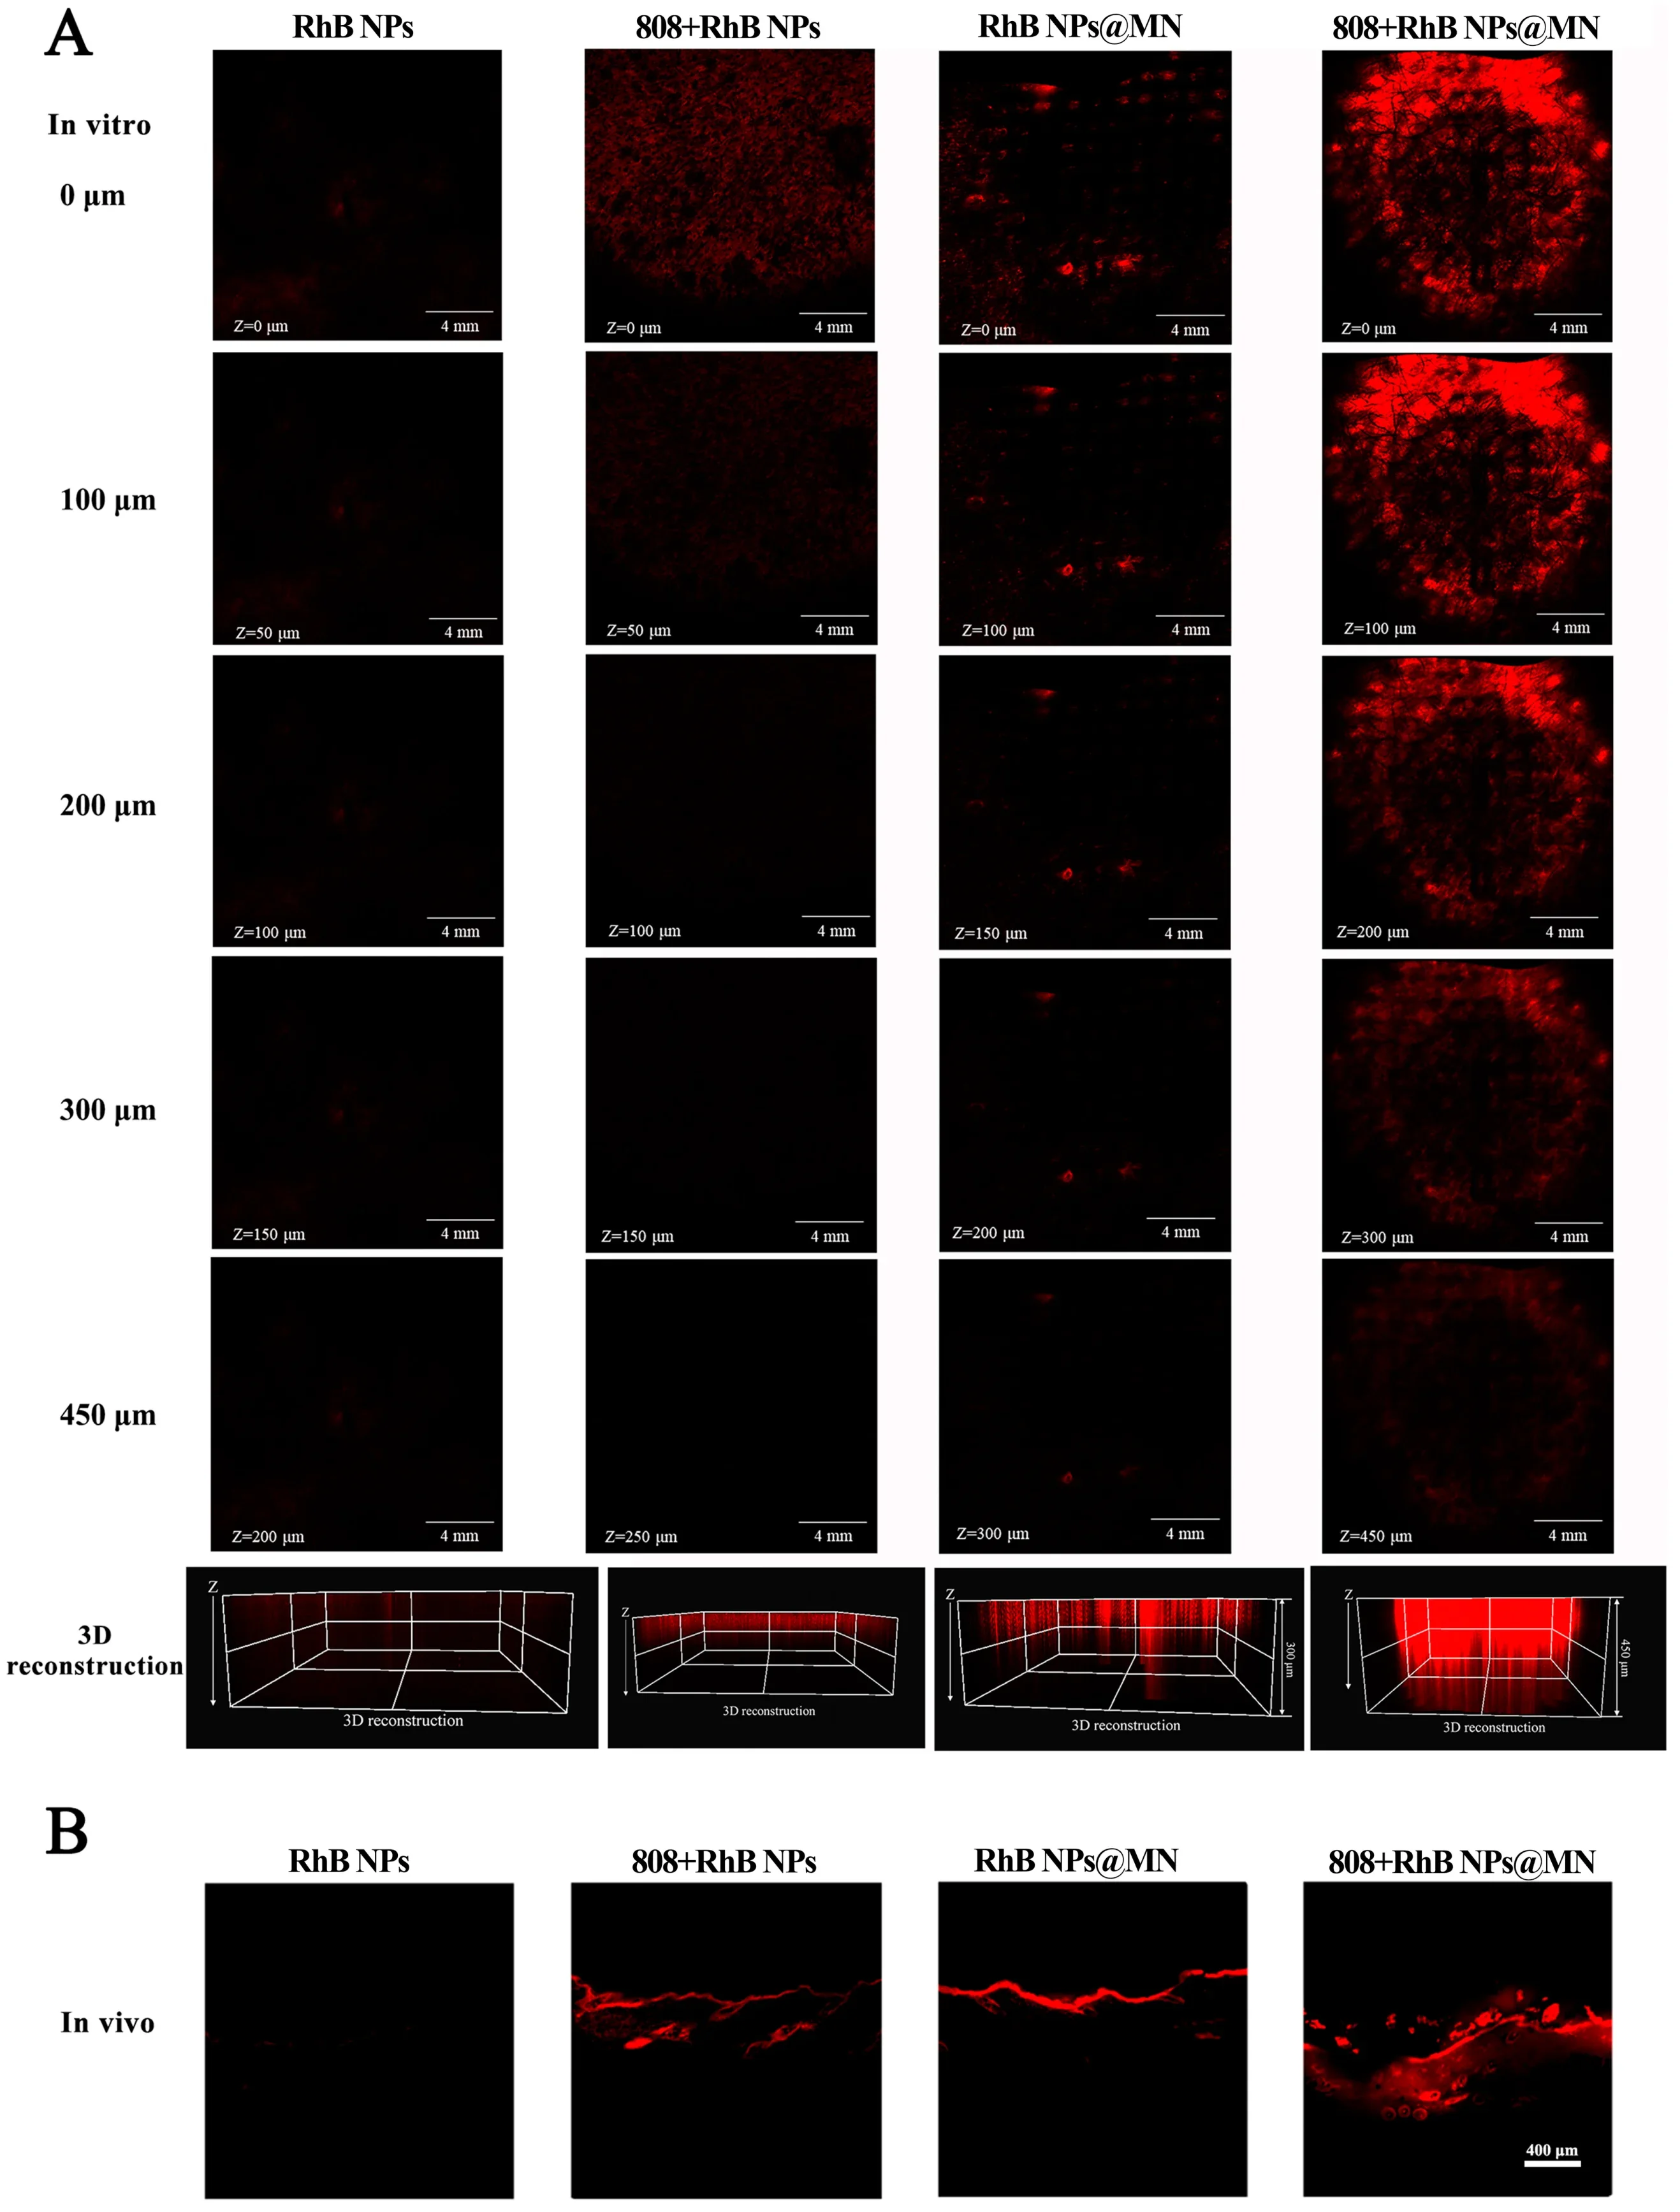 A
RhB NPs
808+RhB NPs
RhB NPs@MN
808+RhB NPs@MN
In vitro
0 μm
Z=0 μm
4 mm
Z=0 μm
4 mm
Z=0 μm
4 mm
Z=0 μm
4 mm
100 μm
Z=50 μm
4 mm
Z=50 μm
4 mm
Z=100 μm
4 mm
Z=100 μm
4 mm
200 μm
Z=100 μm
4 mm
Z=100 μm
4 mm
Z=150 μm
4 mm
Z=200 μm
4 mm
300 μm
Z=150 μm
4 mm
Z=150 μm
4 mm
Z=200 μm
4 mm
Z=300 μm
4 mm
450 μm
Z=200 μm
4 mm
Z=250 μm
4 mm
Z=300 μm
4 mm
Z=450 μm
4 mm
3D
reconstruction
Z
3D reconstruction
Z
3D reconstruction
Z
300 μm
3D reconstruction
Z
450 μm
3D reconstruction
B
RhB NPs
808+RhB NPs
RhB NPs@MN
808+RhB NPs@MN
In vivo
400 μm